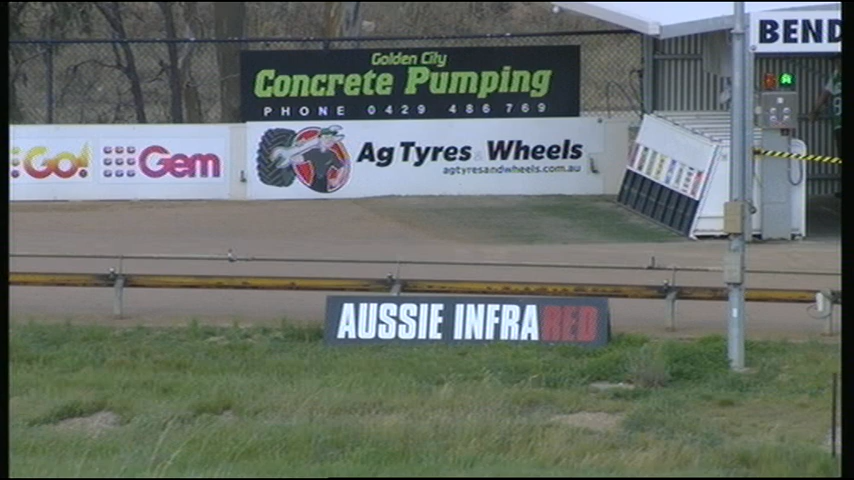 Golden City
Concrete Pumping
PHONE 0429 486 769
BEND
Go!
Gem
Ag Tyres & Wheels
agtyresandwheels.com.au
AUSSIE INFRARED